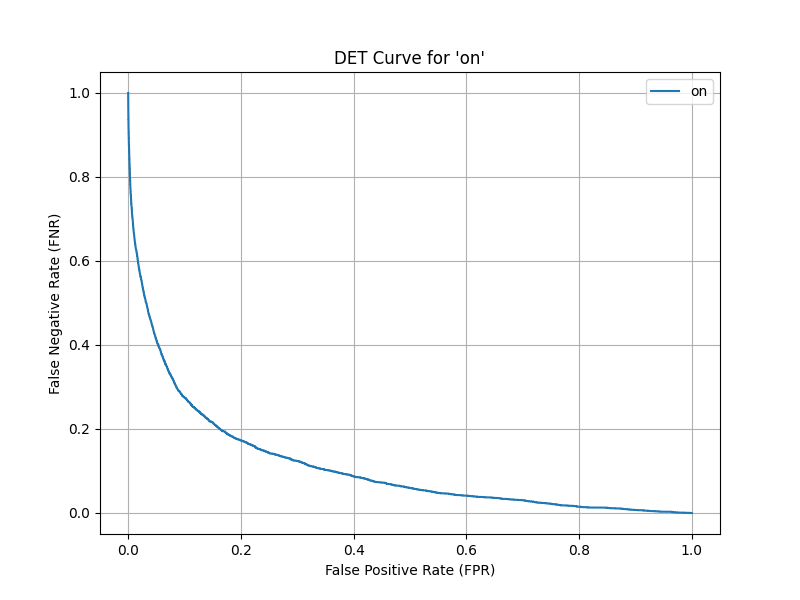 DET Curve for 'on'
on
False Negative Rate (FNR)
1.0
0.8
0.6
0.4
0.2
0.0
0.0 0.2 0.4 0.6 0.8 1.0
False Positive Rate (FPR)